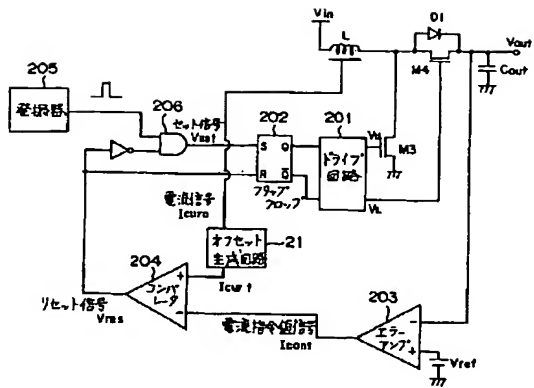 Vin
L
D1
Vout
M4
Cout
205
発振器
206
セット信号
Vset
202
S
Q
R
Q
フリップ
フロップ
201
ドライブ
回路
VH
VL
M3
電流信号
Icuro
オフセット
生成回路
21
Icurt
204
コンパ
レータ
+
-
リセット信号
Vres
電流指令値信号
Icont
203
エラー
アンプ
-
+
Vref